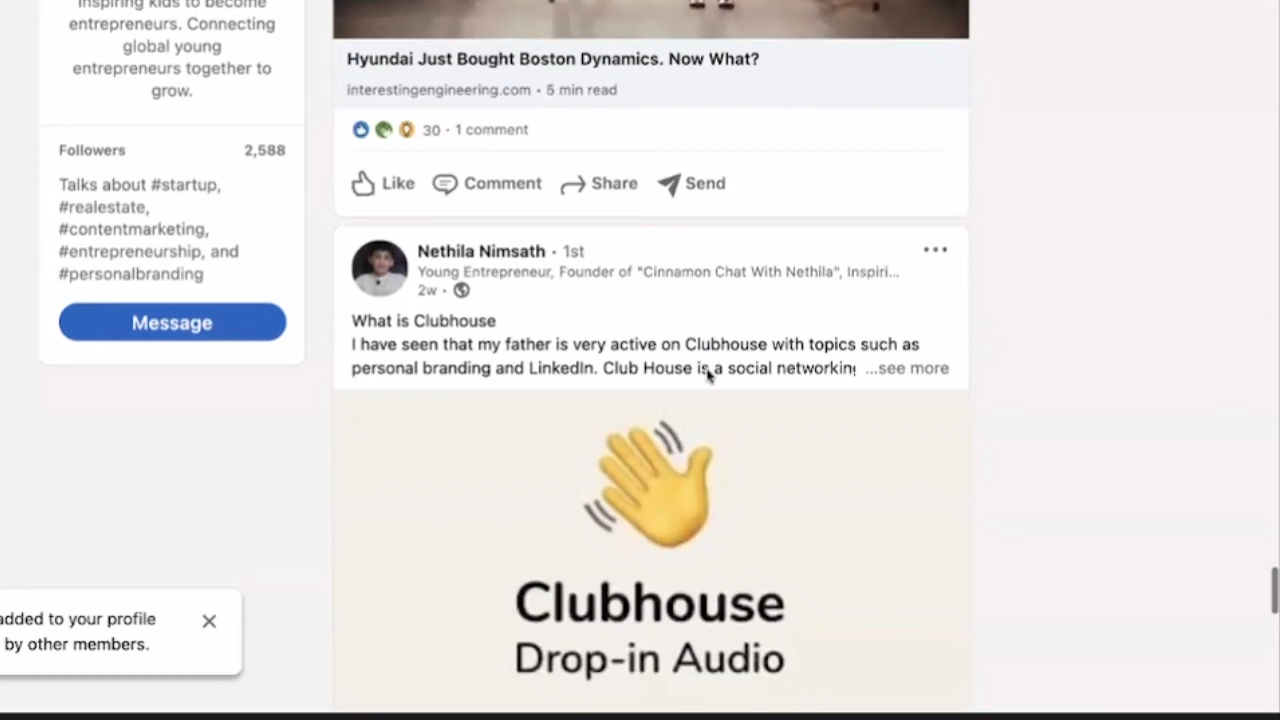 inspiring kids to become
entrepreneurs. Connecting
global young
entrepreneurs together to
grow.
Followers 2,588
Talks about #startup,
#realestate,
#contentmarketing,
#entrepreneurship, and
#personalbranding
Message
added to your profile
by other members.
Hyundai Just Bought Boston Dynamics. Now What?
interestingengineering.com • 5 min read
30 · 1 comment
Like Comment Share Send
Nethila Nimsath • 1st
Young Entrepreneur, Founder of "Cinnamon Chat With Nethila", Inspiri...
2w •
What is Clubhouse
I have seen that my father is very active on Clubhouse with topics such as
personal branding and LinkedIn. Club House is a social networking ...see more
Clubhouse
Drop-in Audio